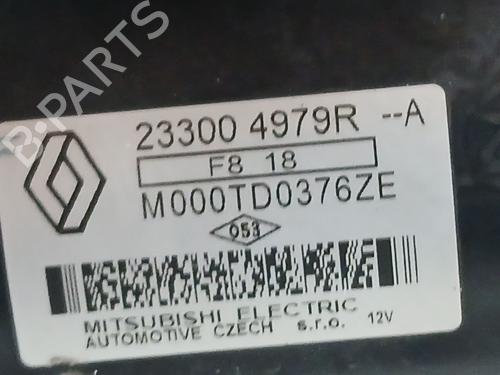 B-PARTS
23300 4979R --A
F8 18
M000TD0376ZE
053
MITSUBISHI ELECTRIC
AUTOMOTIVE CZECH s.r.o. 12V